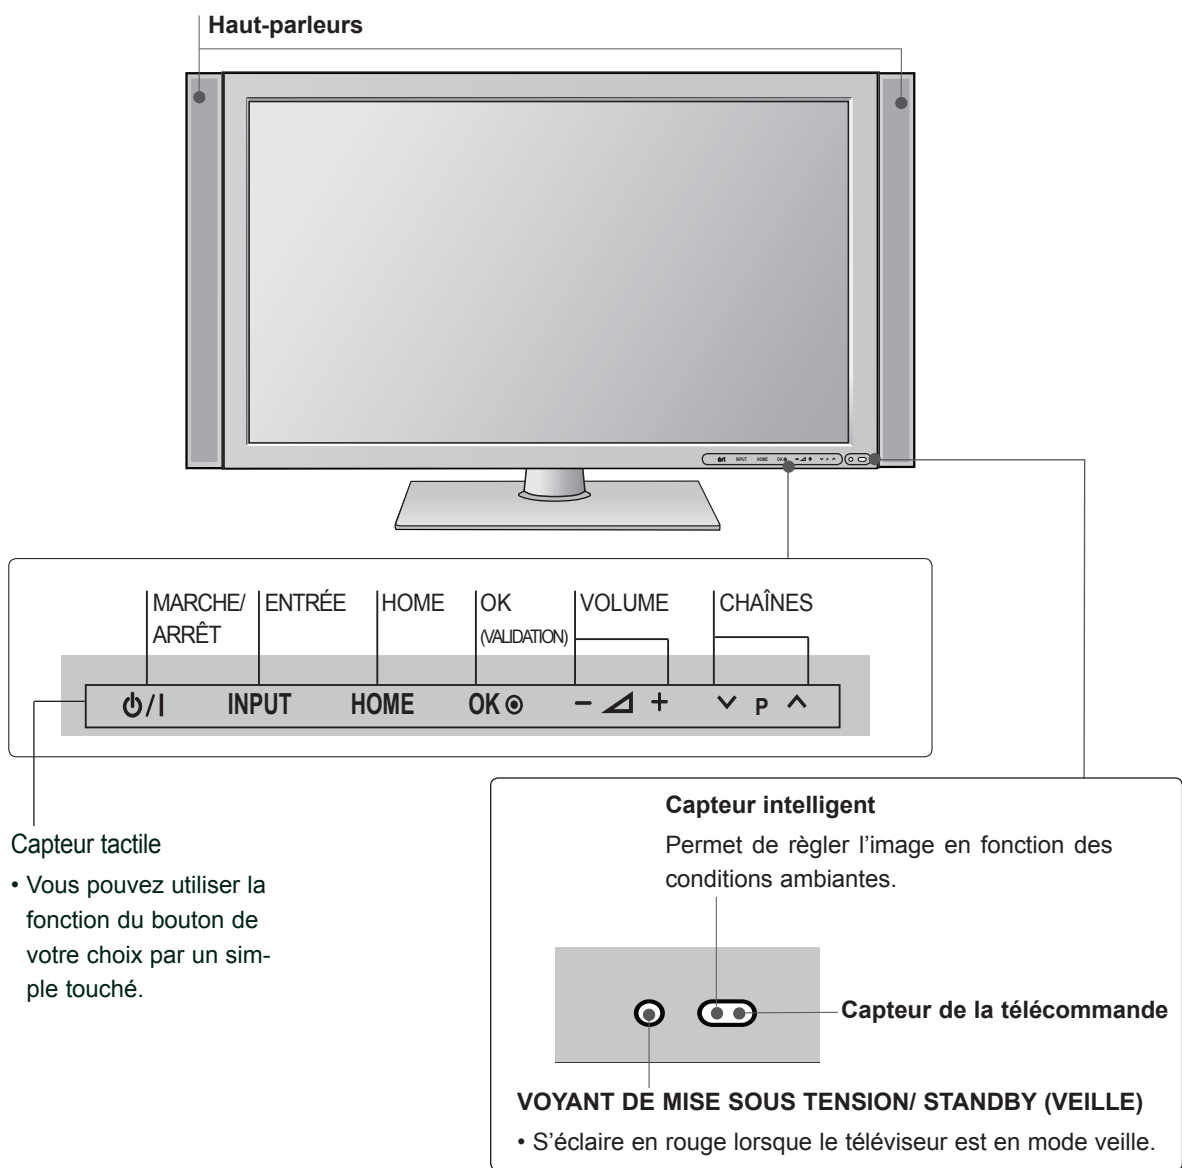 Haut-parleurs
INPUT HOME OK P
MARCHE/ ENTRÉE HOME OK VOLUME CHAÎNES
ARRÊT (VALIDATION)
⏻/I INPUT HOME OK - + P
Capteur tactile
• Vous pouvez utiliser la
fonction du bouton de
votre choix par un sim-
ple touché.
Capteur intelligent
Permet de règler l’image en fonction des
conditions ambiantes.
Capteur de la télécommande
VOYANT DE MISE SOUS TENSION/ STANDBY (VEILLE)
• S’éclaire en rouge lorsque le téléviseur est en mode veille.